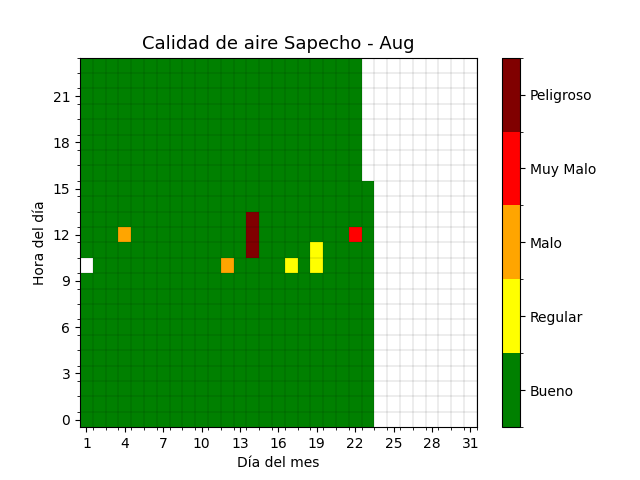 Calidad de aire Sapecho - Aug
Hora del día
21
18
15
12
9
6
3
0
1 4 7 10 13 16 19 22 25 28 31
Día del mes
Peligroso
Muy Malo
Malo
Regular
Bueno